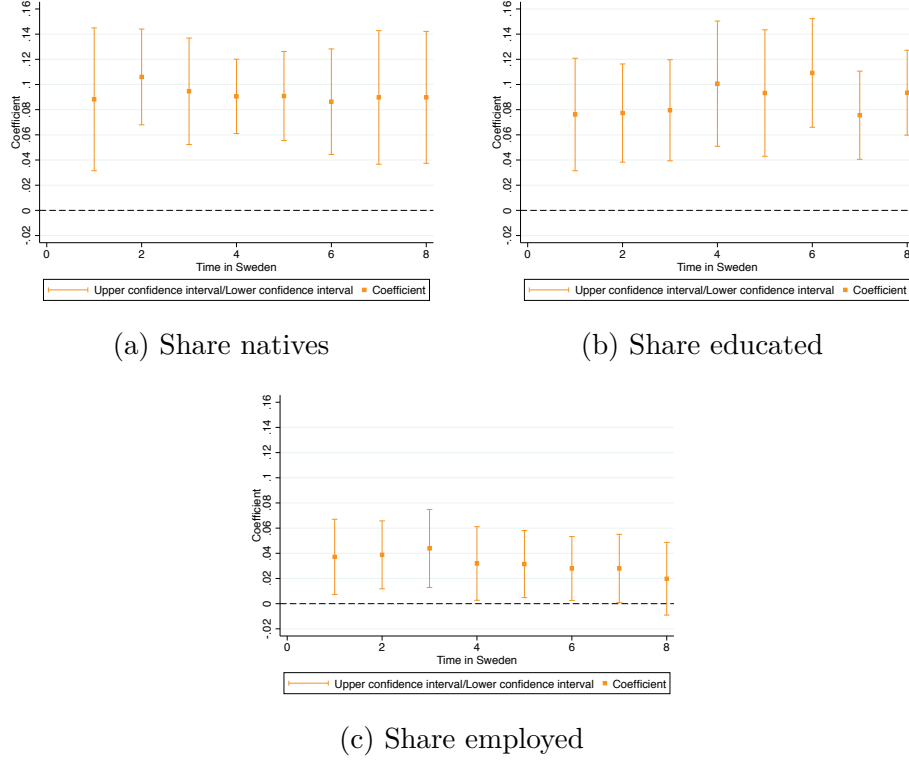 .16
.14
.12
.1
.08
.06
.04
.02
0
-.02
Coefficient
0 2 4 6 8
Time in Sweden
Upper confidence interval/Lower confidence interval Coefficient
(a) Share natives
.16
.14
.12
.1
.08
.06
.04
.02
0
-.02
Coefficient
0 2 4 6 8
Time in Sweden
Upper confidence interval/Lower confidence interval Coefficient
(b) Share educated
.16
.14
.12
.1
.08
.06
.04
.02
0
-.02
Coefficient
0 2 4 6 8
Time in Sweden
Upper confidence interval/Lower confidence interval Coefficient
(c) Share employed